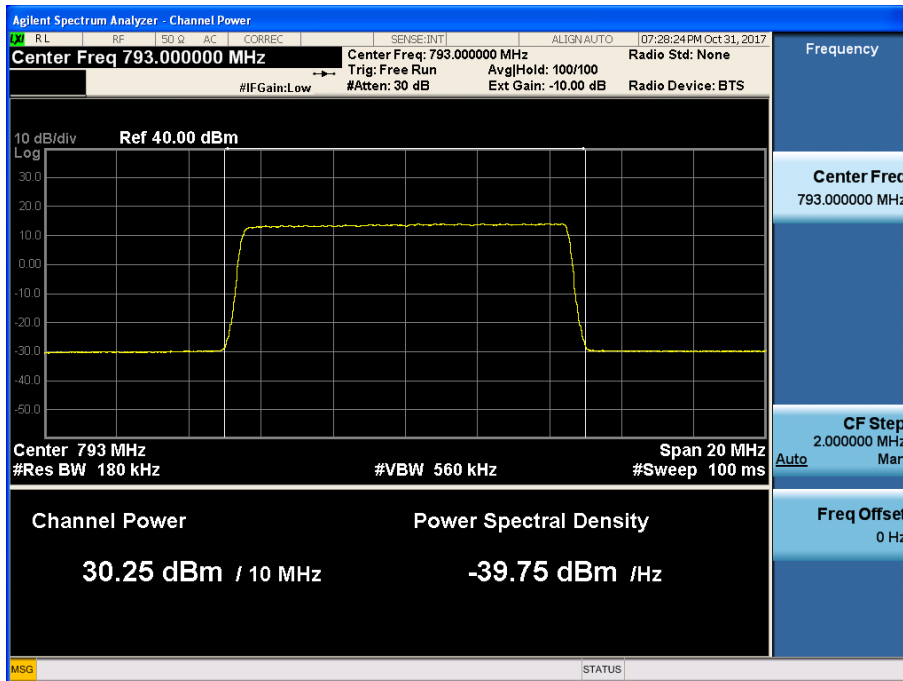 Agilent Spectrum Analyzer - Channel Power
LXI RL RF 50 Ω AC CORREC SENSE:INT ALIGN AUTO 07:28:24 PM Oct 31, 2017
Center Freq 793.000000 MHz
Center Freq: 793.000000 MHz Radio Std: None
Trig: Free Run Avg|Hold: 100/100
#IFGain:Low #Atten: 30 dB Ext Gain: -10.00 dB Radio Device: BTS
10 dB/div Ref 40.00 dBm
Log
30.0
20.0
10.0
0.00
-10.0
-20.0
-30.0
-40.0
-50.0
Center 793 MHz Span 20 MHz
#Res BW 180 kHz #VBW 560 kHz #Sweep 100 ms
Channel Power Power Spectral Density
30.25 dBm / 10 MHz -39.75 dBm /Hz
Frequency
Center Freq
793.000000 MHz
CF Step
2.000000 MHz
Auto Man
Freq Offset
0 Hz
MSG STATUS